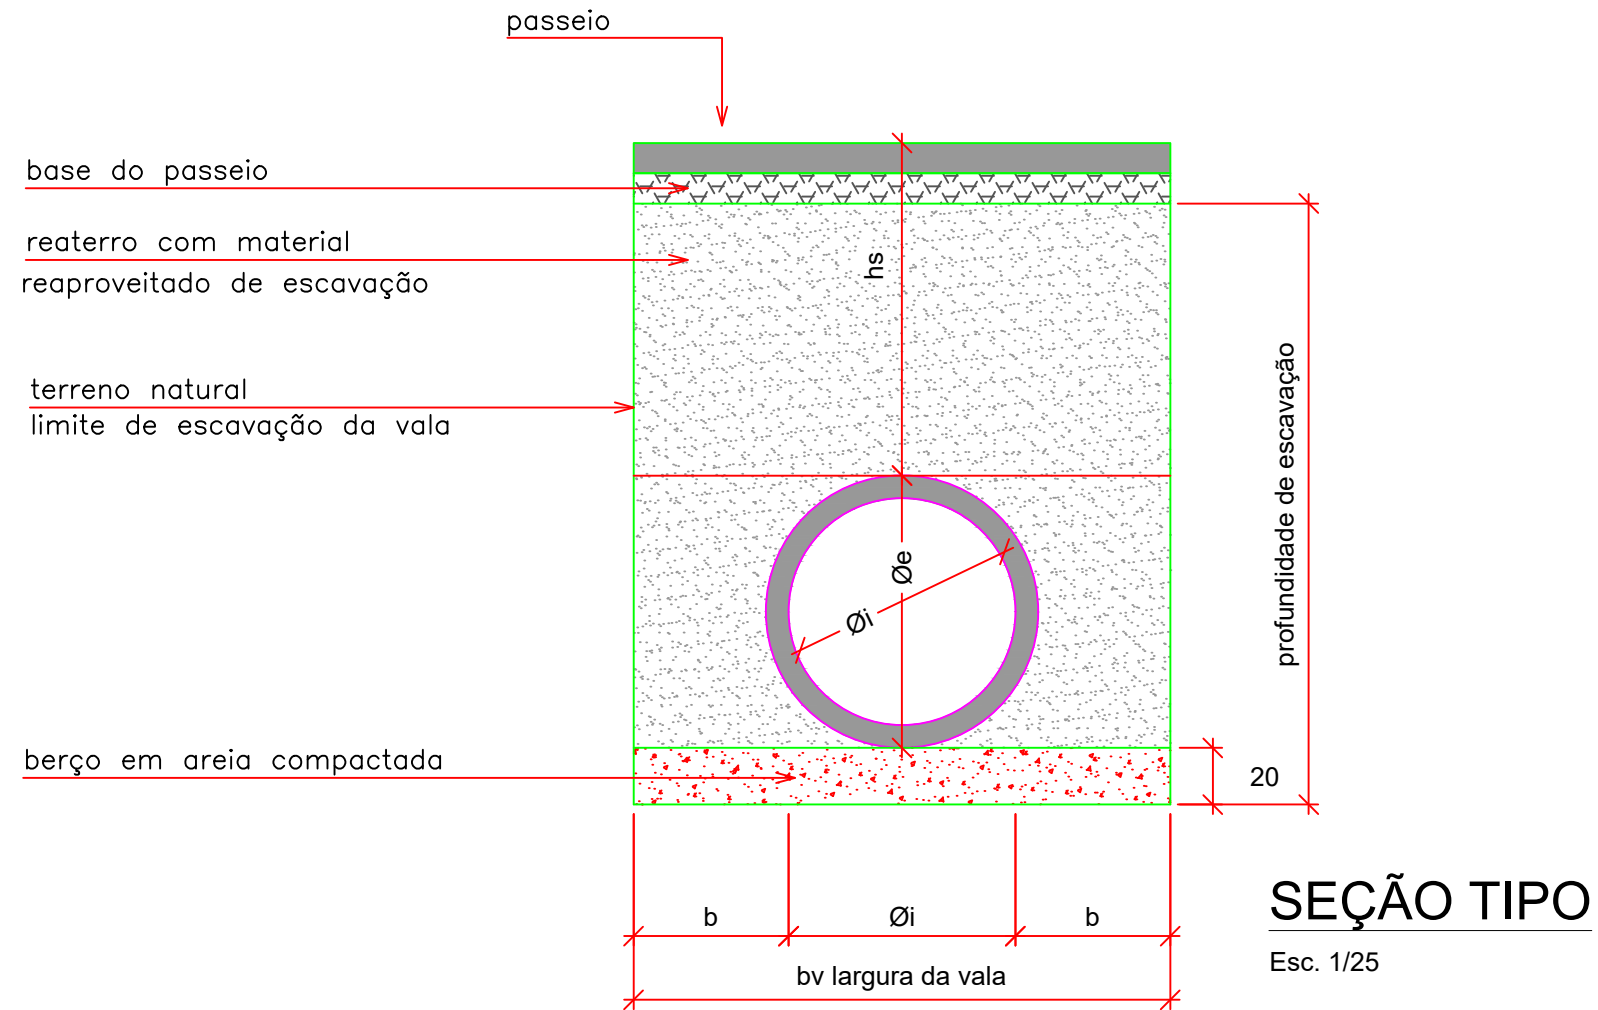 passeio
base do passeio
reaterro com material
reaproveitado de escavação
hs
terreno natural
limite de escavação da vala
profundidade de escavação
Øe
Øi
berço em areia compactada
20
b
Øi
b
bv largura da vala
SEÇÃO TIPO
Esc. 1/25